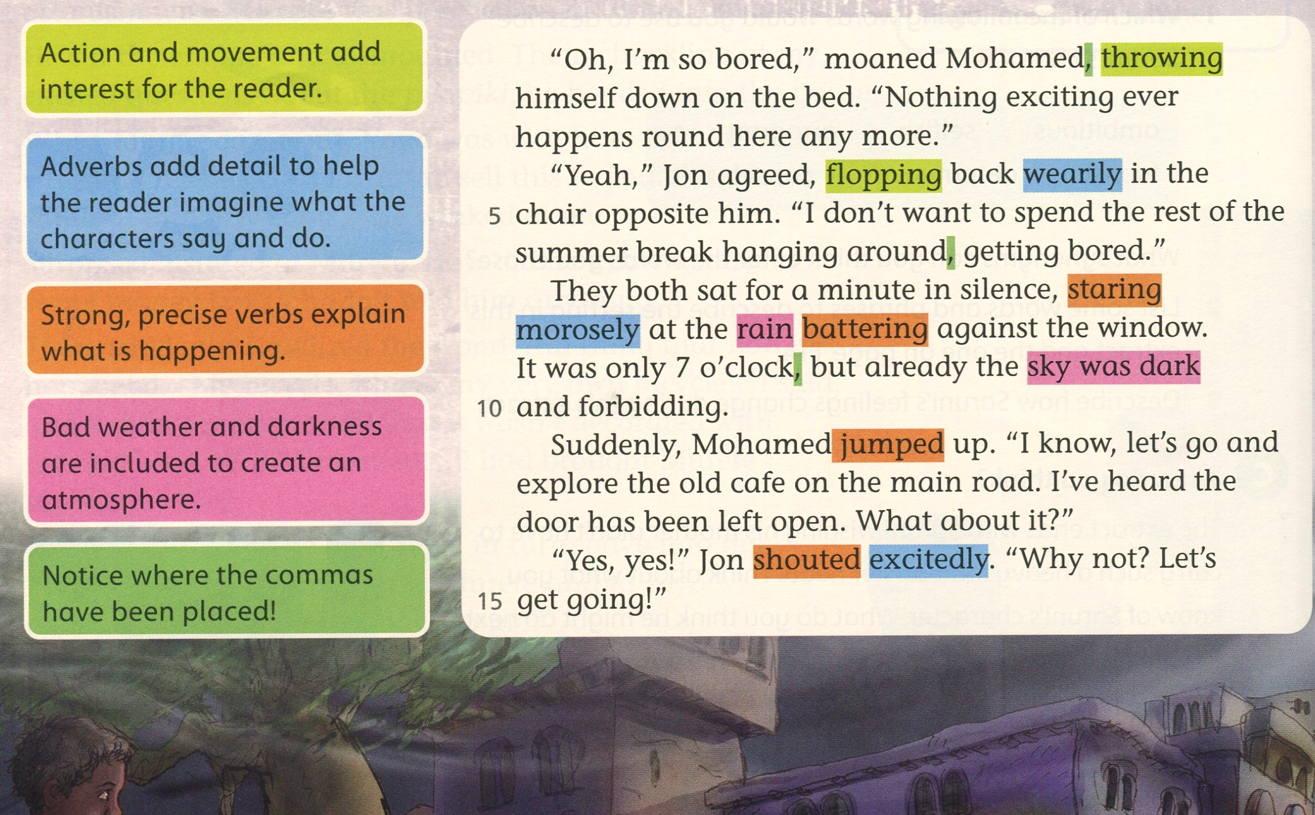 Action and movement add
interest for the reader.
Adverbs add detail to help
the reader imagine what the
characters say and do.
Strong, precise verbs explain
what is happening.
Bad weather and darkness
are included to create an
atmosphere.
Notice where the commas
have been placed!
“Oh, I’m so bored,” moaned Mohamed, throwing
himself down on the bed. “Nothing exciting ever
happens round here any more.”
“Yeah,” Jon agreed, flopping back wearily in the
5 chair opposite him. “I don’t want to spend the rest of the
summer break hanging around, getting bored.”
They both sat for a minute in silence, staring
morosely at the rain battering against the window.
It was only 7 o’clock, but already the sky was dark
10 and forbidding.
Suddenly, Mohamed jumped up. “I know, let’s go and
explore the old cafe on the main road. I’ve heard the
door has been left open. What about it?”
“Yes, yes!” Jon shouted excitedly. “Why not? Let’s
15 get going!”